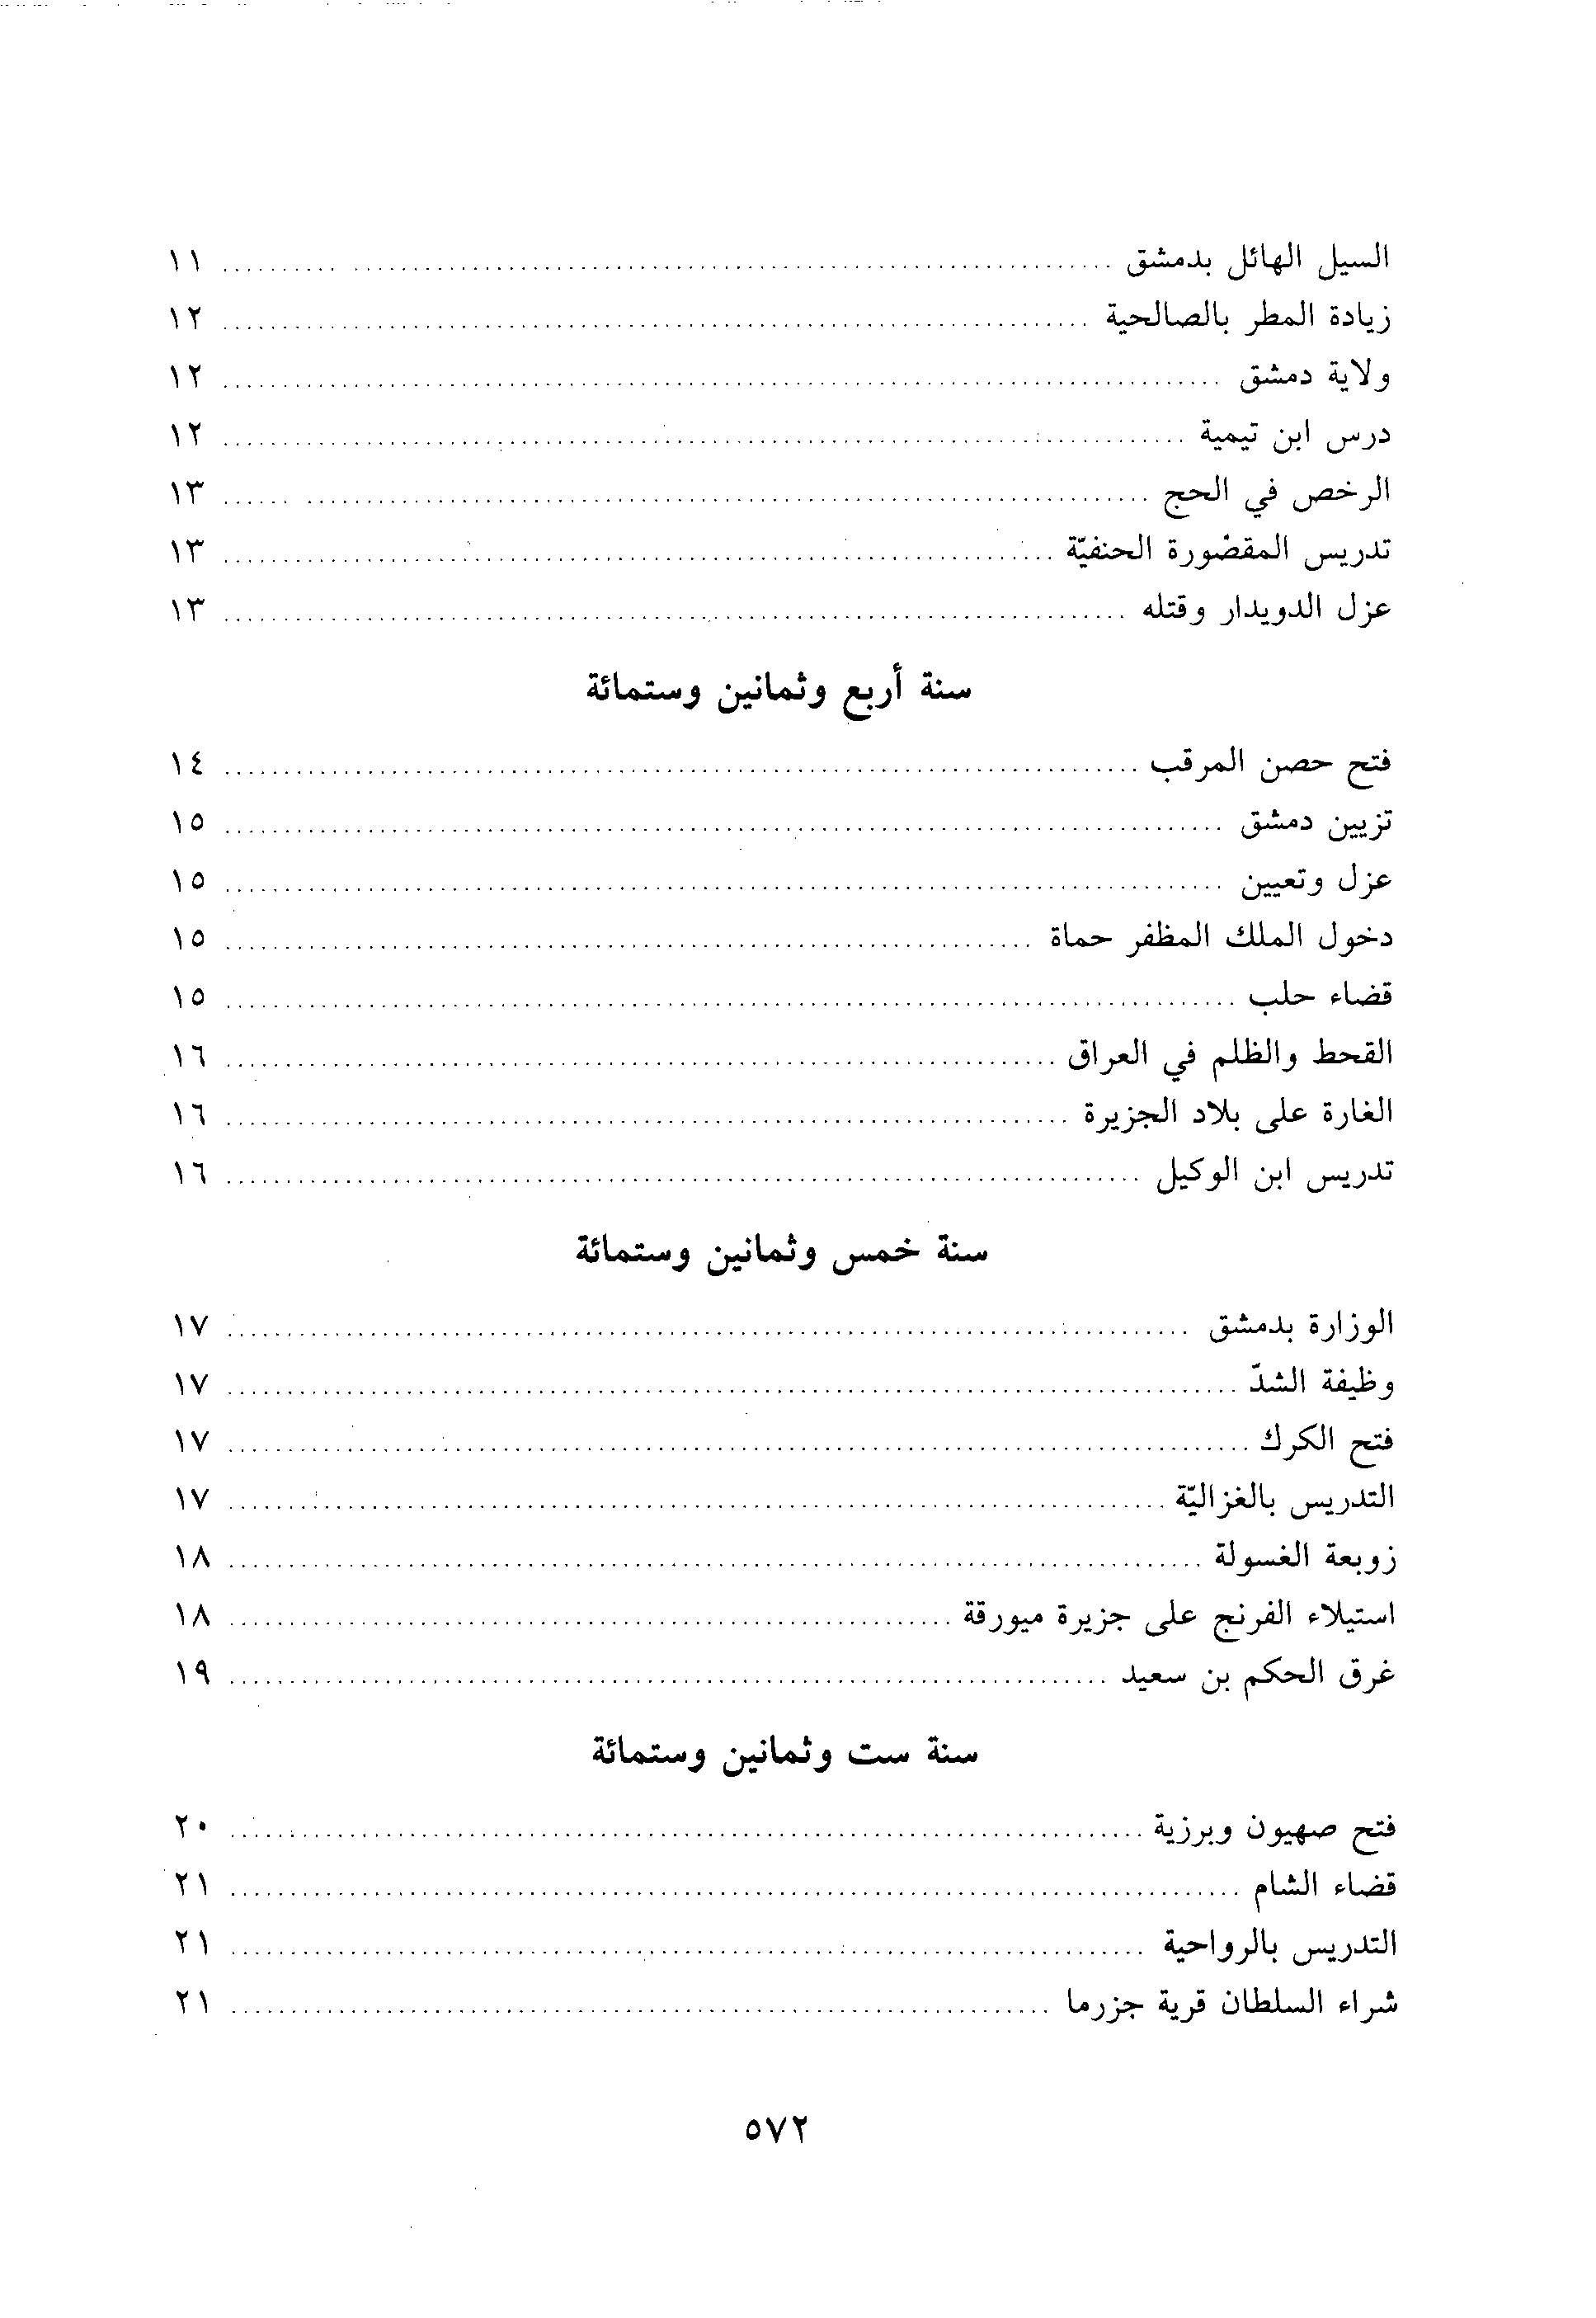 السيل الهائل بدمشق ........ ١١
زيادة المطر بالصالحية ........ ١٢
ولاية دمشق ........ ١٢
درس ابن تيمية ........ ١٢
الرخص في الحج ........ ١٣
تدريس المقصْورة الحنفيّة ........ ١٣
عزل الدويدار وقتله ........ ١٣
سنة أربع وثمانين وستمائة
فتح حصن المرقب ........ ١٤
تزيين دمشق ........ ١٥
عزل وتعيين ........ ١٥
دخول الملك المظفر حماة ........ ١٥
قضاء حلب ........ ١٥
القحط والظلم في العراق ........ ١٦
الغارة على بلاد الجزيرة ........ ١٦
تدريس ابن الوكيل ........ ١٦
سنة خمس وثمانين وستمائة
الوزارة بدمشق ........ ١٧
وظيفة الشدّ ........ ١٧
فتح الكرك ........ ١٧
التدريس بالغزاليّة ........ ١٧
زوبعة الغسولة ........ ١٨
استيلاء الفرنج على جزيرة ميورقة ........ ١٨
غرق الحكم بن سعيد ........ ١٩
سنة ست وثمانين وستمائة
فتح صهيون وبرزية ........ ٢٠
قضاء الشام ........ ٢١
التدريس بالرواحية ........ ٢١
شراء السلطان قرية جزرما ........ ٢١
٥٧٢